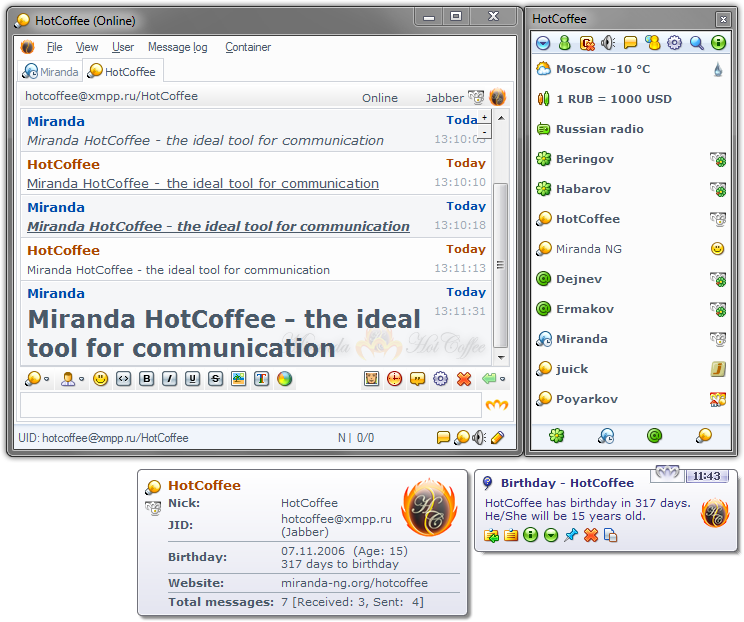 HotCoffee (Online)
File View User Message log Container
Miranda HotCoffee
hotcoffee@xmpp.ru/HotCoffee Online Jabber
Miranda
Miranda HotCoffee - the ideal tool for communication
HotCoffee Today
Miranda HotCoffee - the ideal tool for communication 13:10:10
Miranda Today
Miranda HotCoffee - the ideal tool for communication 13:10:18
HotCoffee Today
Miranda HotCoffee - the ideal tool for communication 13:11:13
Miranda Today
13:11:31
Miranda HotCoffee - the ideal
tool for communication
Hot Coffee
B I U S T
UID: hotcoffee@xmpp.ru/HotCoffee N | 0/0
HotCoffee
Moscow -10 °C
1 RUB = 1000 USD
Russian radio
Beringov
Habarov
HotCoffee
Miranda NG
Dejnev
Ermakov
Miranda
juick
Poyarkov
HotCoffee
Nick: HotCoffee
JID: hotcoffee@xmpp.ru
(Jabber)
Birthday: 07.11.2006 (Age: 15)
317 days to birthday
Website: miranda-ng.org/hotcoffee
Total messages: 7 [Received: 3, Sent: 4]
Birthday - HotCoffee 11:43
HotCoffee has birthday in 317 days.
He/She will be 15 years old.